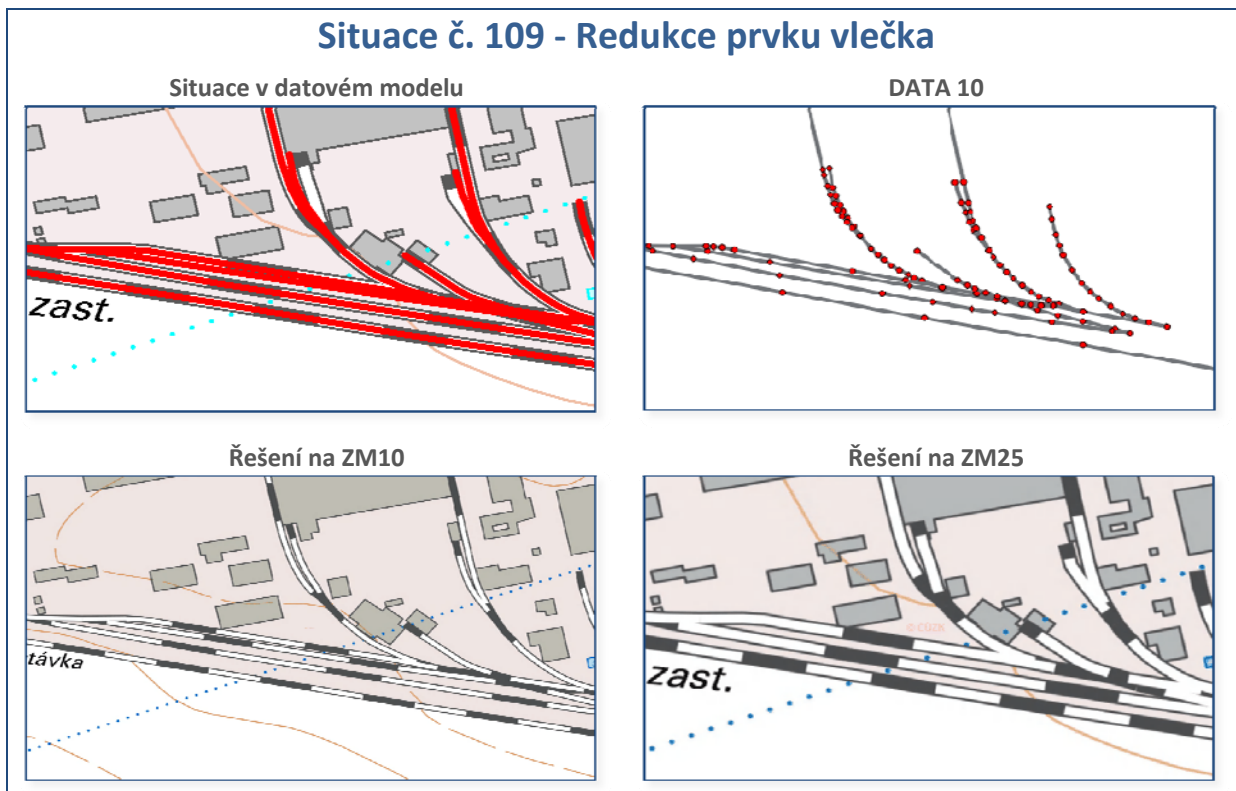 Situace č. 109 - Redukce prvku vlečka
Situace v datovém modelu
DATA 10
zast.
Řešení na ZM10
Řešení na ZM25
távka
© ČÚZK
zast.